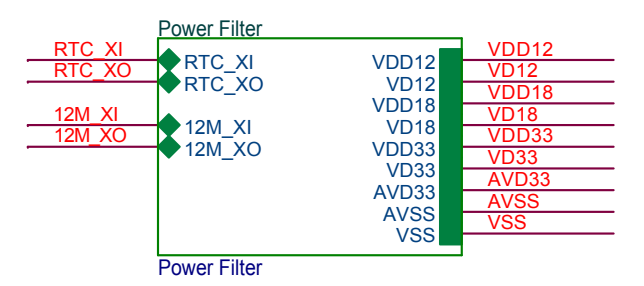 Power Filter
RTC_XI RTC_XI VDD12 VDD12
RTC_XO RTC_XO VD12 VD12
VDD18 VDD18
12M_XI 12M_XI VD18 VD18
12M_XO 12M_XO VDD33 VDD33
VD33 VD33
AVD33 AVD33
AVSS AVSS
VSS VSS
Power Filter